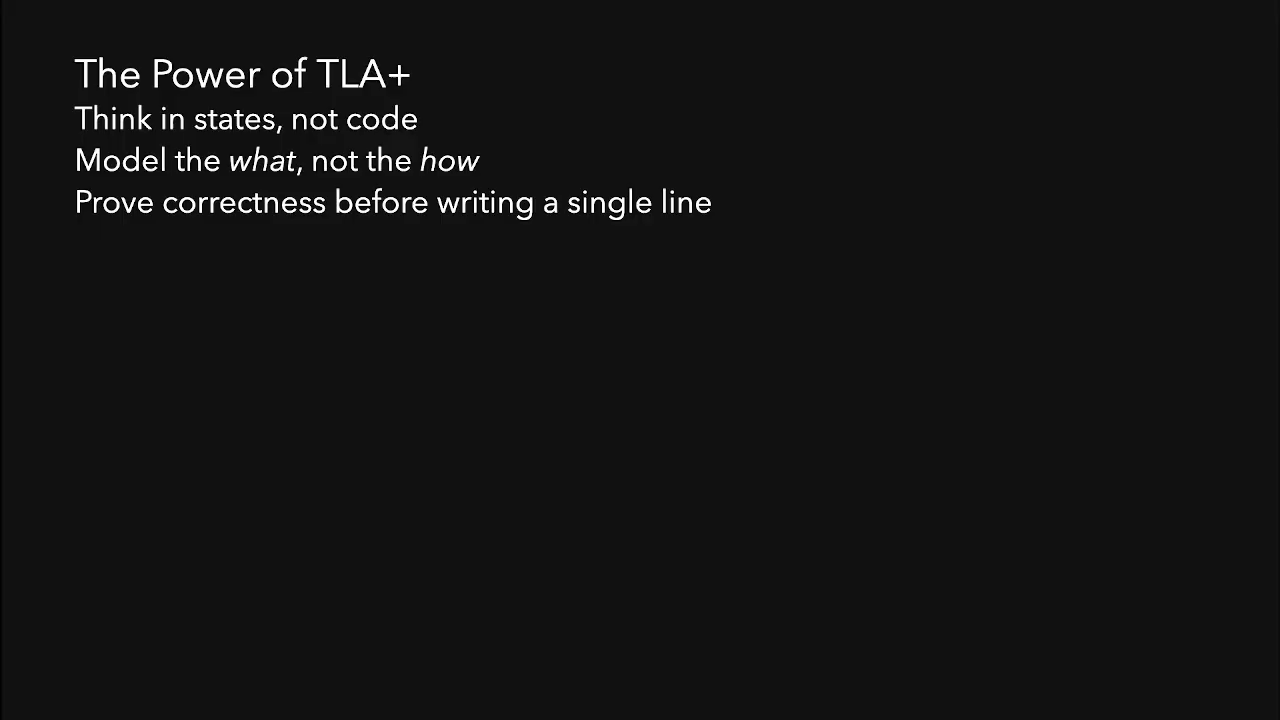 The Power of TLA+
Think in states, not code
Model the what, not the how
Prove correctness before writing a single line